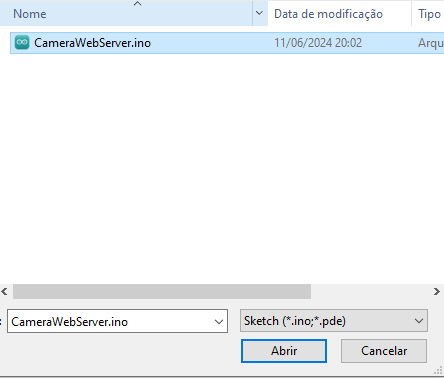 Nome Data de modificação Tipo
CameraWebServer.ino 11/06/2024 20:02 Arqu
: CameraWebServer.ino Sketch (*.ino;*.pde)
Abrir Cancelar